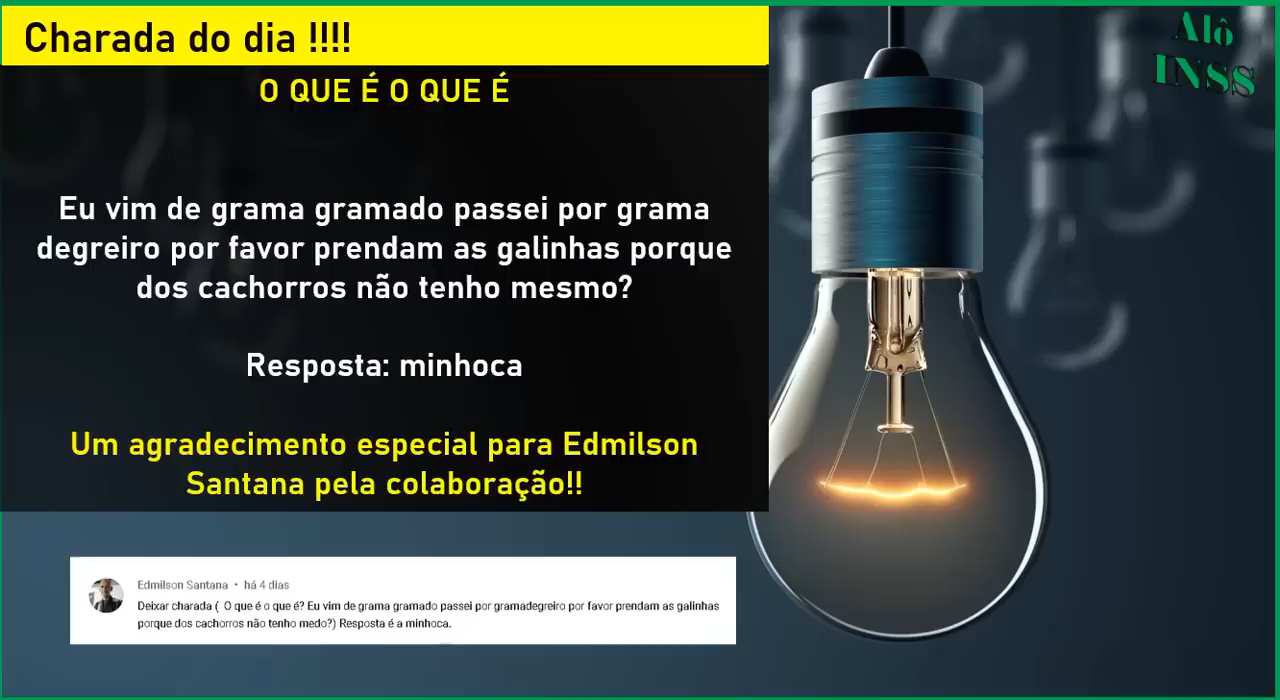 Charada do dia !!!!
Alô
INSS
O QUE É O QUE É
Eu vim de grama gramado passei por grama
degreiro por favor prendam as galinhas porque
dos cachorros não tenho mesmo?
Resposta: minhoca
Um agradecimento especial para Edmilson
Santana pela colaboração!!
Edmilson Santana • há 4 dias
Deixar charada ( O que é o que é? Eu vim de grama gramado passei por gramadegreiro por favor prendam as galinhas
porque dos cachorros não tenho medo?) Resposta é a minhoca.